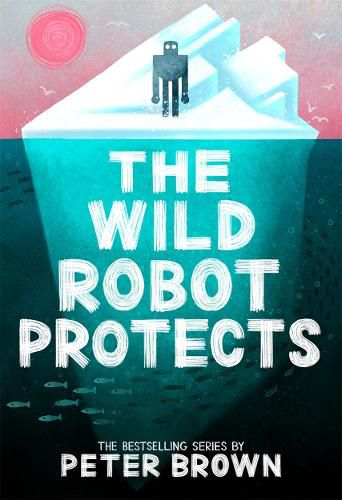 THE
WILD
ROBOT
PROTECTS
THE BESTSELLING SERIES BY
PETER BROWN